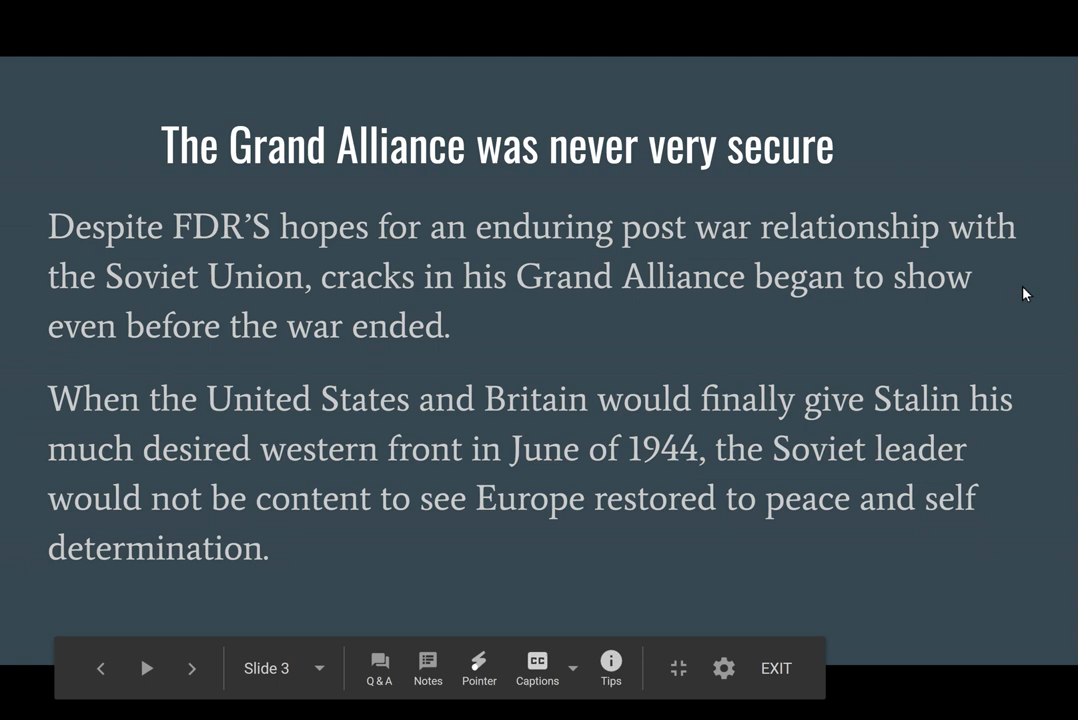 The Grand Alliance was never very secure
Despite FDR’S hopes for an enduring post war relationship with
the Soviet Union, cracks in his Grand Alliance began to show
even before the war ended.
When the United States and Britain would finally give Stalin his
much desired western front in June of 1944, the Soviet leader
would not be content to see Europe restored to peace and self
determination.
Slide 3
Q & A
Notes
Pointer
CC
Captions
Tips
EXIT